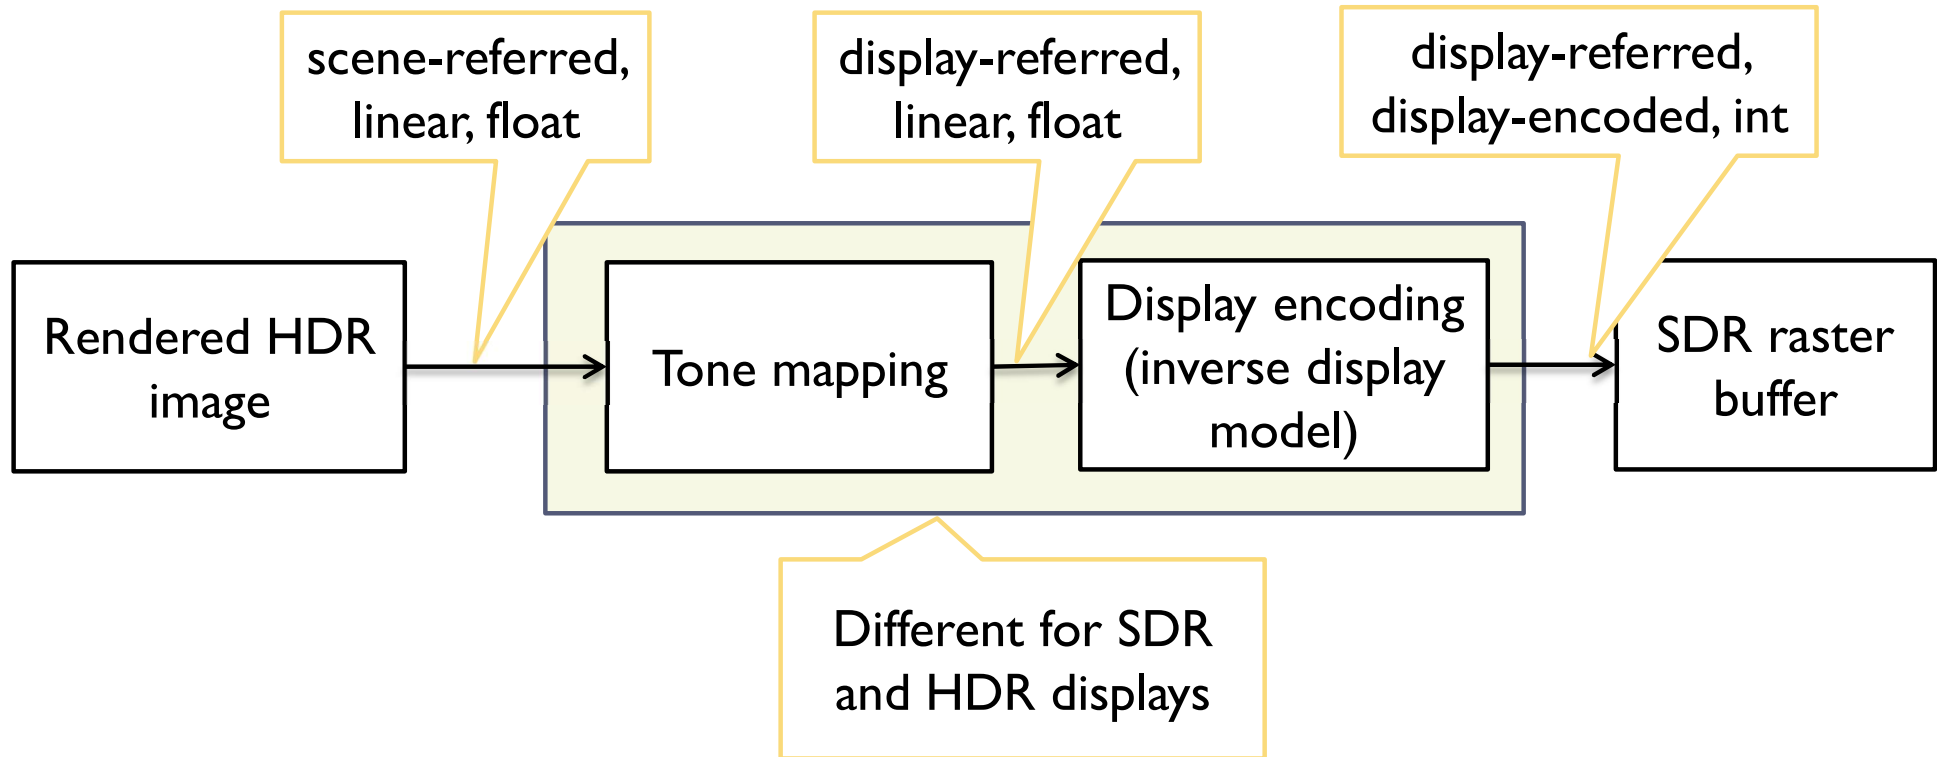 scene-referred,
linear, float
display-referred,
linear, float
display-referred,
display-encoded, int
Rendered HDR
image
Tone mapping
Display encoding
(inverse display
model)
SDR raster
buffer
Different for SDR
and HDR displays